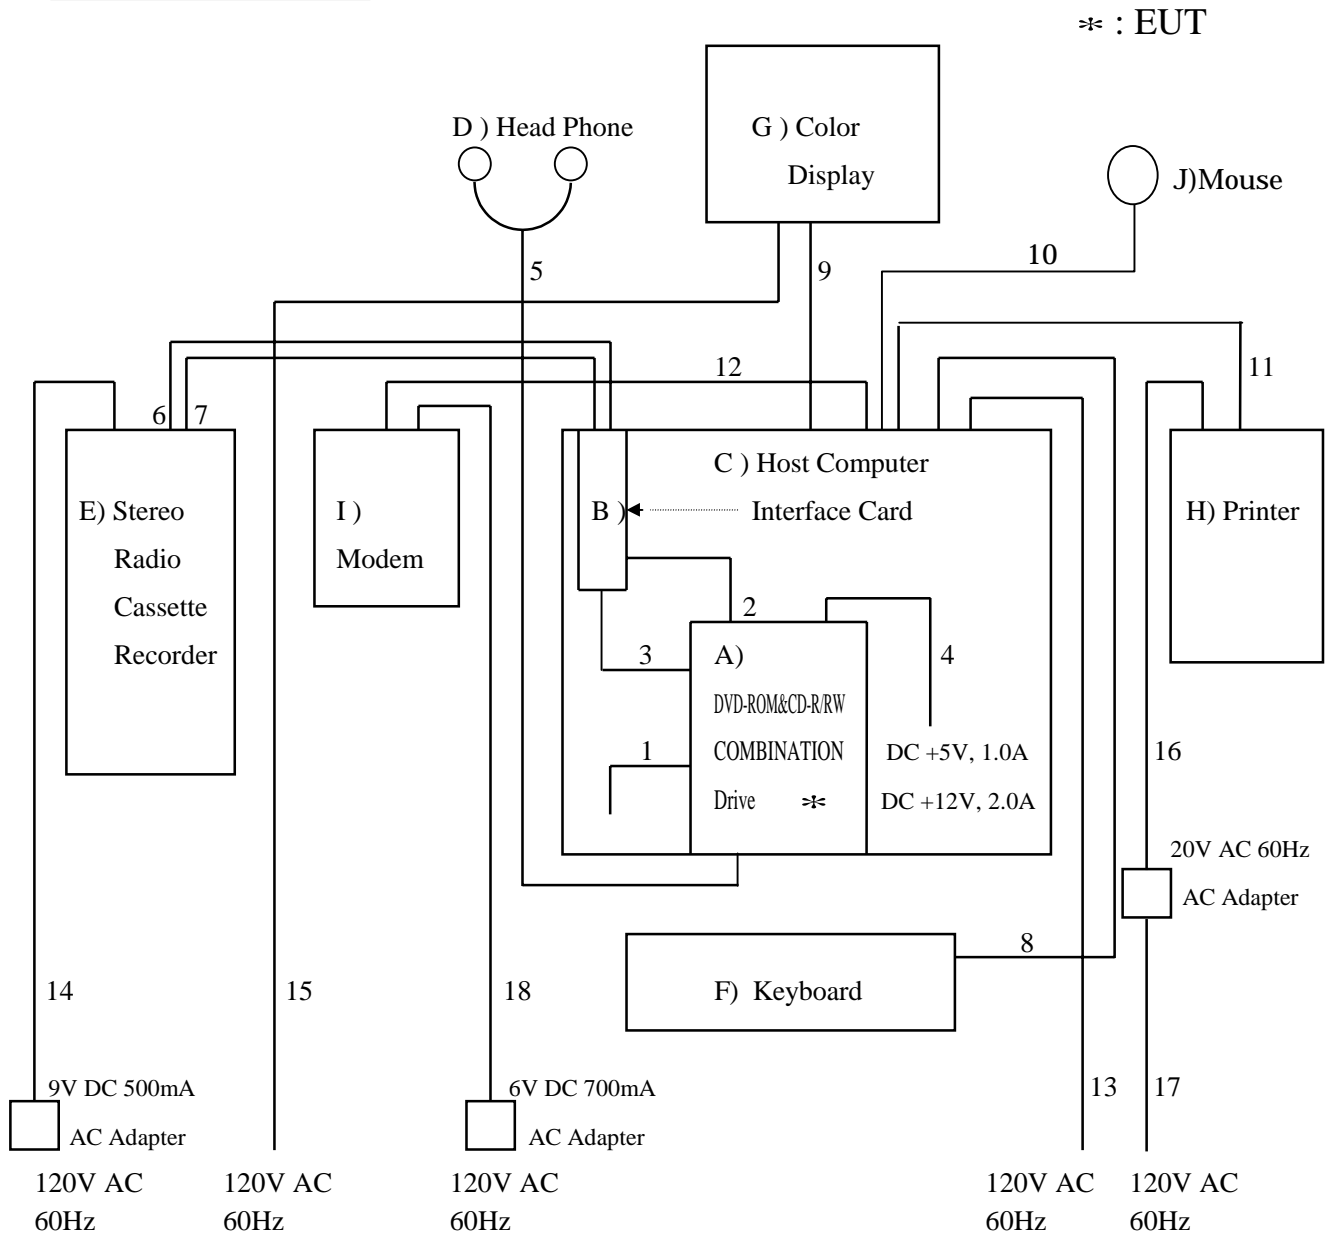 * : EUT
D ) Head Phone
G ) Color
Display
J)Mouse
5
9
10
12
11
6
7
C ) Host Computer
E) Stereo
Radio
Cassette
Recorder
I )
Modem
B )
Interface Card
H) Printer
2
3
A)
4
DVD-ROM&CD-R/RW
1
COMBINATION
DC +5V, 1.0A
16
Drive *
DC +12V, 2.0A
20V AC 60Hz
AC Adapter
8
14
15
18
F) Keyboard
9V DC 500mA
AC Adapter
6V DC 700mA
AC Adapter
13
17
120V AC
60Hz
120V AC
60Hz
120V AC
60Hz
120V AC
60Hz
120V AC
60Hz